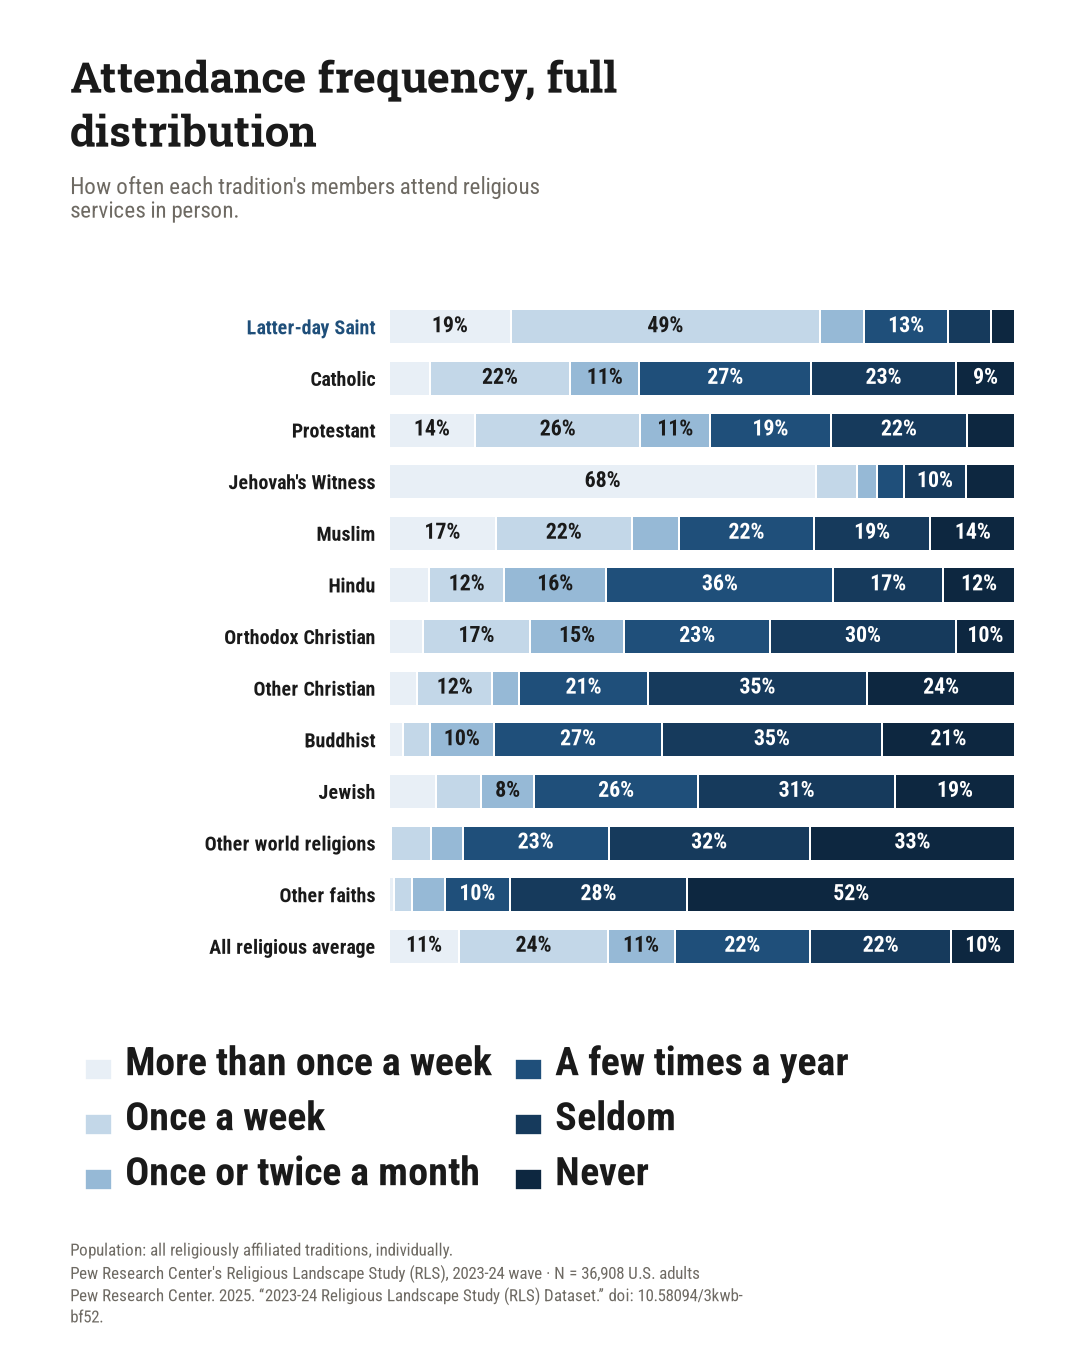 Attendance frequency, full
distribution
How often each tradition's members attend religious
services in person.
Latter-day Saint 19% 49% 13%
Catholic 22% 11% 27% 23% 9%
Protestant 14% 26% 11% 19% 22%
Jehovah's Witness 68% 10%
Muslim 17% 22% 22% 19% 14%
Hindu 12% 16% 36% 17% 12%
Orthodox Christian 17% 15% 23% 30% 10%
Other Christian 12% 21% 35% 24%
Buddhist 10% 27% 35% 21%
Jewish 8% 26% 31% 19%
Other world religions 23% 32% 33%
Other faiths 10% 28% 52%
All religious average 11% 24% 11% 22% 22% 10%
More than once a week A few times a year
Once a week Seldom
Once or twice a month Never
Population: all religiously affiliated traditions, individually.
Pew Research Center's Religious Landscape Study (RLS), 2023-24 wave · N = 36,908 U.S. adults
Pew Research Center. 2025. “2023-24 Religious Landscape Study (RLS) Dataset.” doi: 10.58094/3kwb-
bf52.